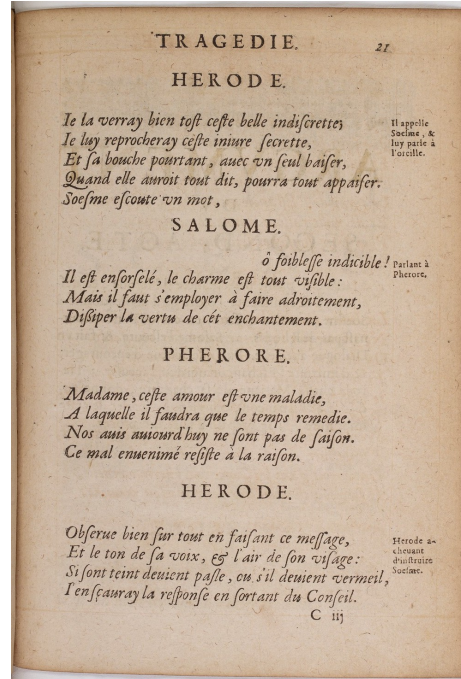 TRAGEDIE. 21
HERODE.
Ie la verray bien toſt ceſte belle indiſcrette;
Ie luy reprocheray ceſte iniure ſecrette,
Et ſa bouche pourtant, auec vn ſeul baiſer,
Quand elle auroit tout dit, pourra tout appaiſer.
Soeſme eſcoute vn mot,
Il appelle
Soeſme, &
luy parle à
l'oreille.
SALOME.
ô foibleſſe indicible!
Parlant à
Pherore.
Il eſt enſorſelé, le charme eſt tout viſible:
Mais il faut s'employer à faire adroitement,
Diſſiper la vertu de cét enchantement.
PHERORE.
Madame, ceſte amour eſt vne maladie,
A laquelle il faudra que le temps remedie.
Nos auis auiourd'huy ne ſont pas de ſaiſon.
Ce mal enuenimé reſiſte à la raiſon.
HERODE.
Obſerue bien ſur tout en faiſant ce meſſage,
Et le ton de ſa voix, & l'air de ſon viſage:
Si ſont teint deuient paſle, ou s'il deuient vermeil,
I'en ſçauray la reſponſe en ſortant du Conſeil.
Herode a-
cheuant
d'inſtruire
Soeſme.
C iij